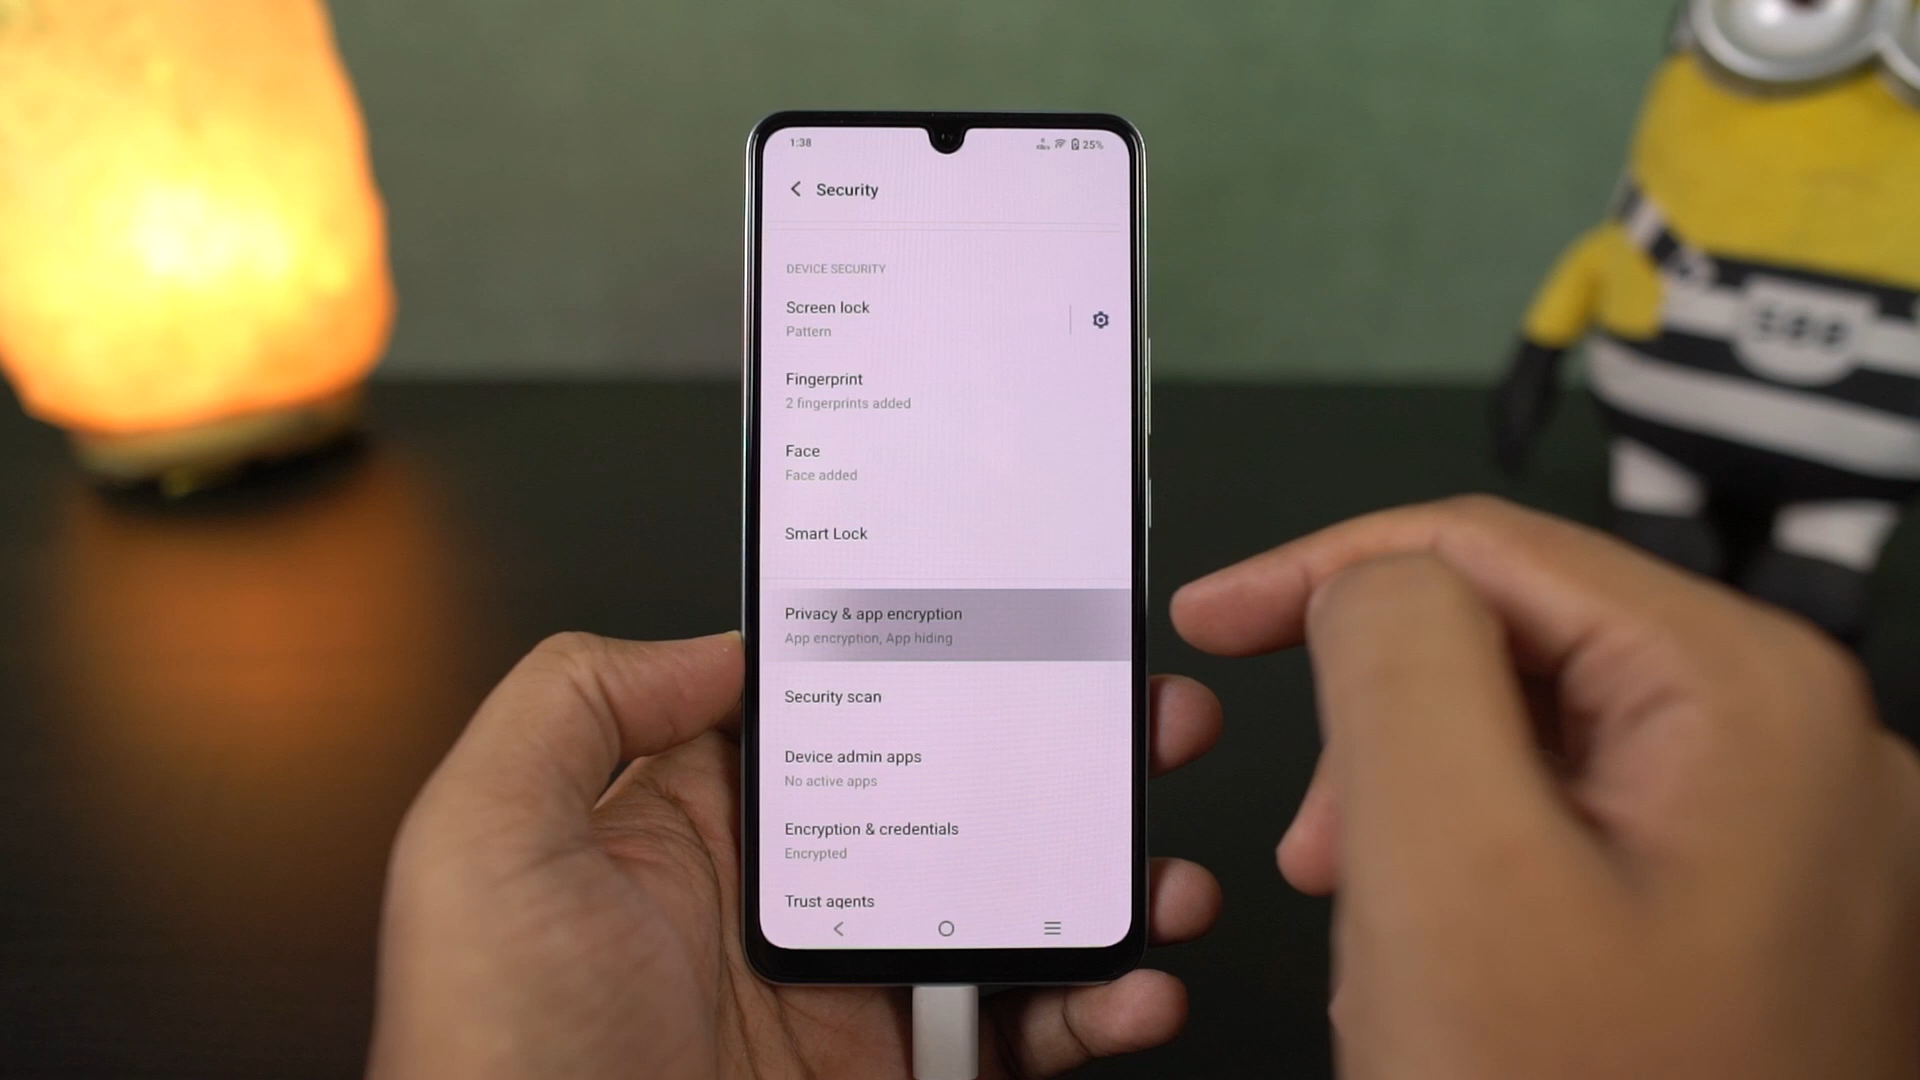 1:38
25%
Security
DEVICE SECURITY
Screen lock
Pattern
Fingerprint
2 fingerprints added
Face
Face added
Smart Lock
Privacy & app encryption
App encryption, App hiding
Security scan
Device admin apps
No active apps
Encryption & credentials
Encrypted
Trust agents